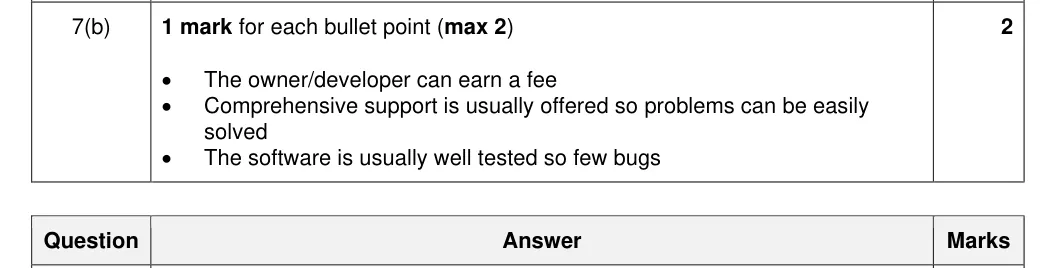 7(b) 1 mark for each bullet point (max 2) 2
• The owner/developer can earn a fee
• Comprehensive support is usually offered so problems can be easily
solved
• The software is usually well tested so few bugs
Question Answer Marks